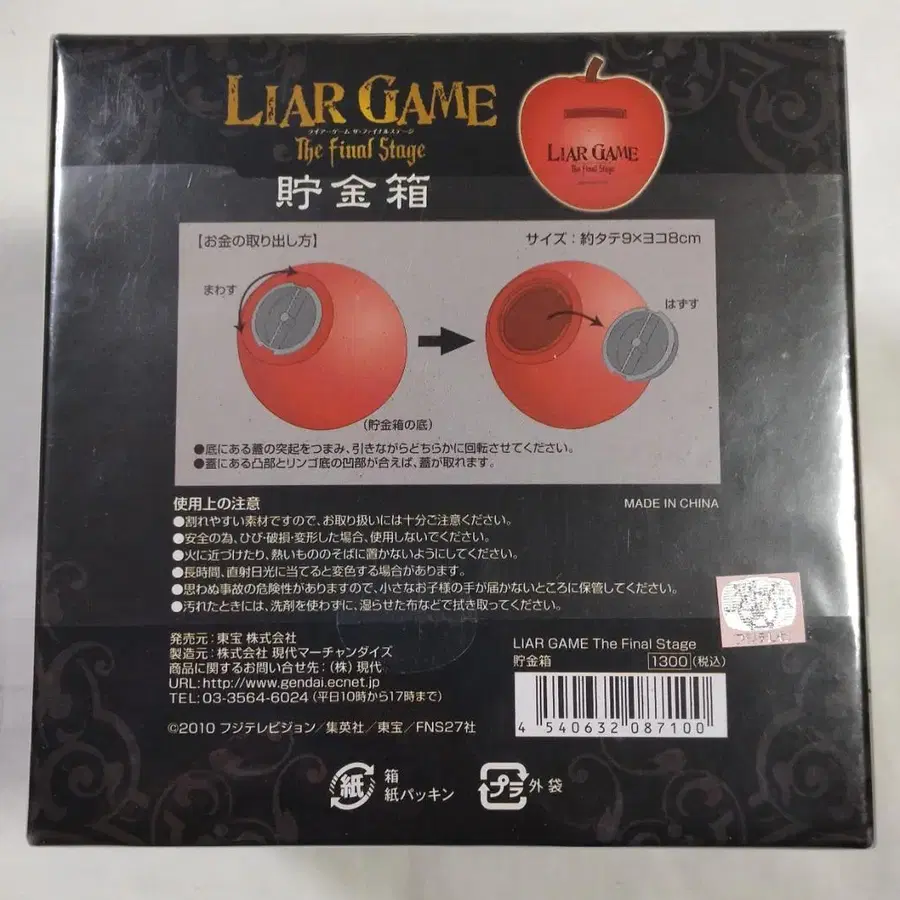 LIAR GAME
ライアーゲーム ザ・ファイナルステージ
The Final Stage
貯金箱
LIAR GAME
The Final Stage
【お金の取り出し方】
サイズ：約タテ9×ヨコ8cm
まわす
はずす
(貯金箱の底)
●底にある蓋の突起をつまみ、引きながらどちらかに回転させてください。
●蓋にある凸部とリンゴ底の凹部が合えば、蓋が取れます。
使用上の注意
MADE IN CHINA
●割れやすい素材ですので、お取り扱いには十分ご注意ください。
●安全の為、ひび・破損・変形した場合、使用しないでください。
●火に近づけたり、熱いもののそばに置かないようにしてください。
●長時間、直射日光に当てると変色する場合があります。
●思わぬ事故の危険性がありますので、小さなお子様の手が届かないところに保管してください。
●汚れたときには、洗剤を使わずに、湿らせた布などで拭き取ってください。
発売元：東宝 株式会社
製造元：株式会社 現代マーチャンダイズ
商品に関するお問い合せ先：(株) 現代
URL:http://www.gendai.ecnet.jp
TEL:03-3564-6024 (平日10時から17時まで)
©2010 フジテレビジョン／集英社／東宝／FNS27社
フジテレビ
LIAR GAME The Final Stage
貯金箱 1300(税込)
4 540632 087100
紙 箱
紙パッキン
プラ 外袋